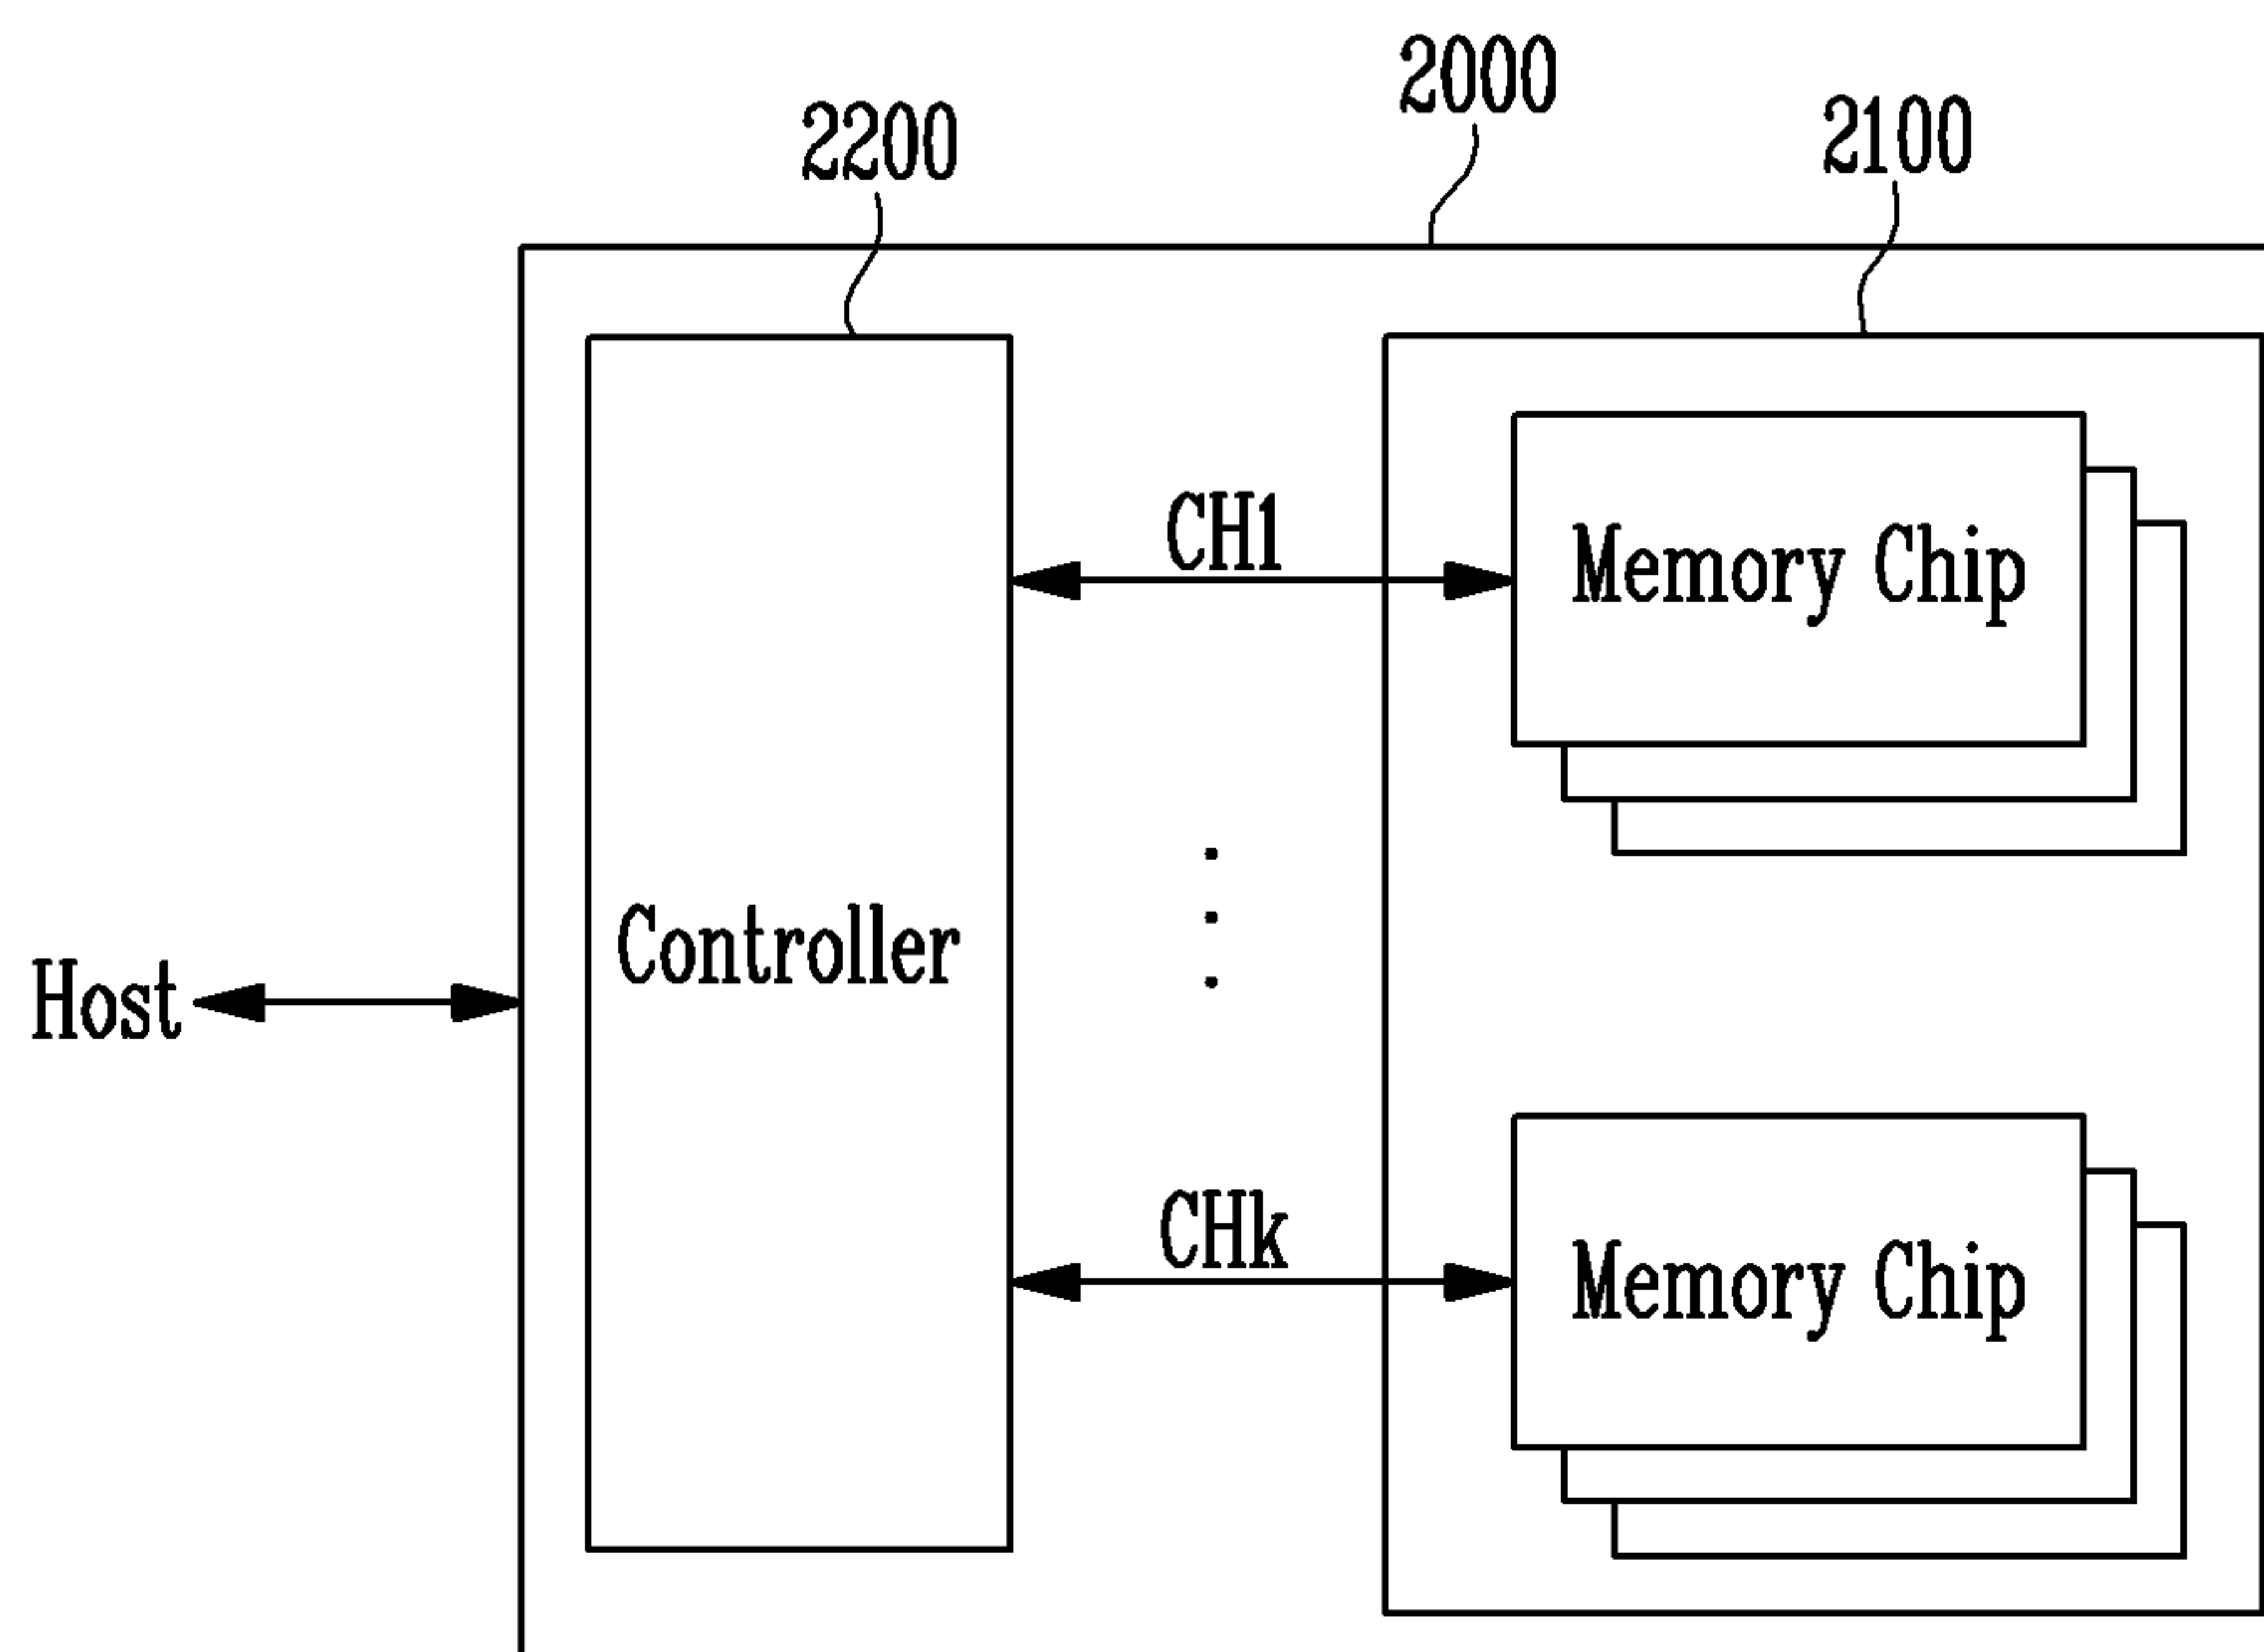 2000
2200
2100
CH1
Memory Chip
Controller
Host
CHk
Memory Chip